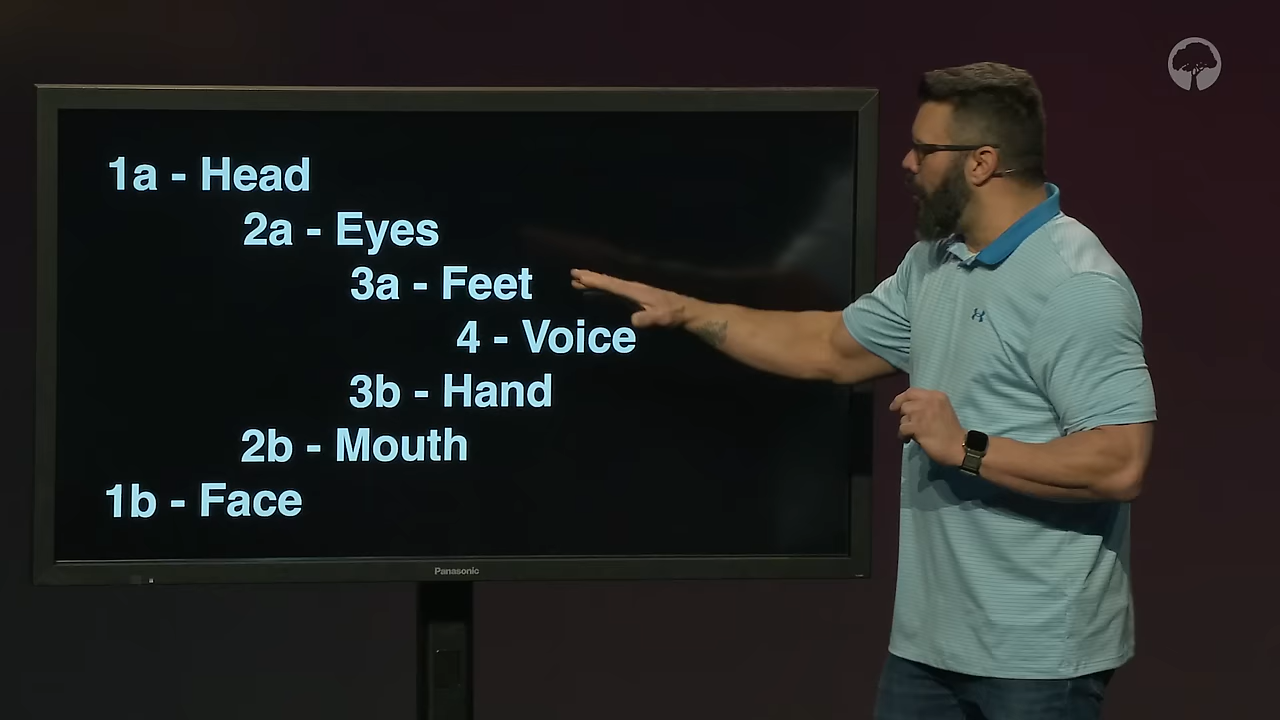 1a - Head
2a - Eyes
3a - Feet
4 - Voice
3b - Hand
2b - Mouth
1b - Face
Panasonic